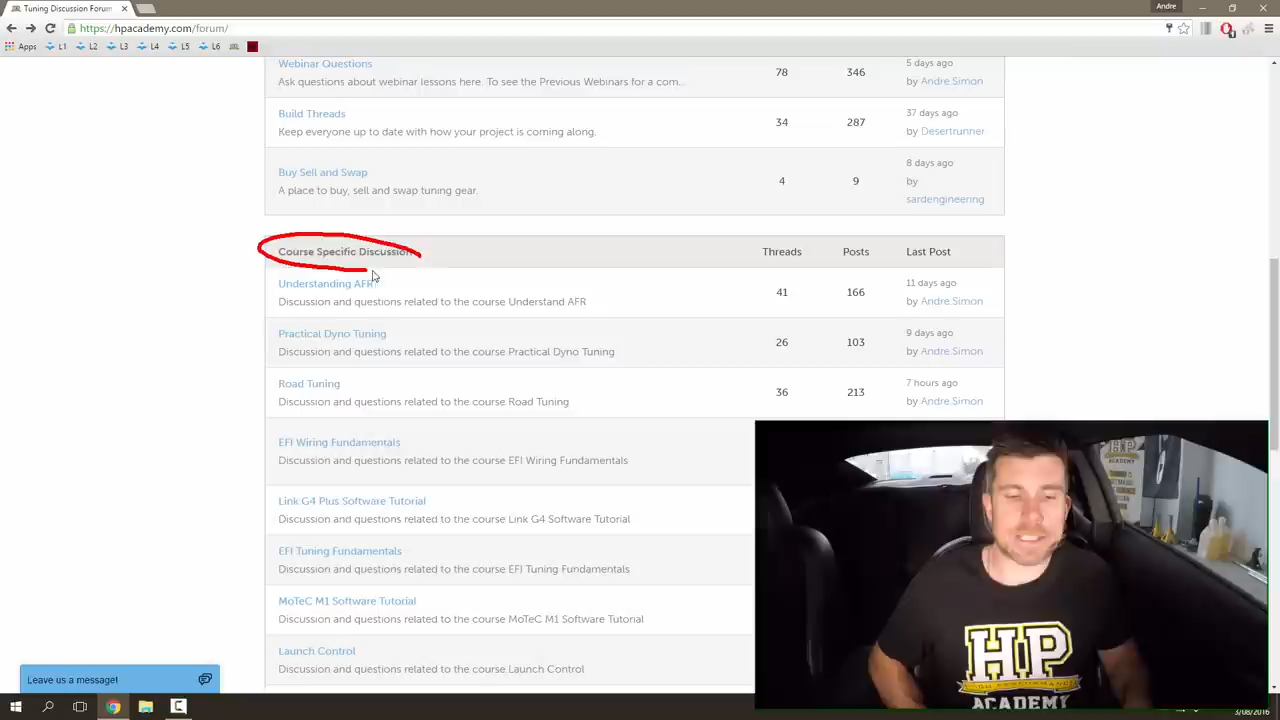 Tuning Discussion Forum
Andre
https://hpacademy.com/forum/
Apps L1 L2 L3 L4 L5 L6
Webinar Questions
Ask questions about webinar lessons here. To see the Previous Webinars for a com...
78 346
5 days ago
by Andre.Simon
Build Threads
Keep everyone up to date with how your project is coming along.
34 287
37 days ago
by Desertrunner
Buy Sell and Swap
A place to buy, sell and swap tuning gear.
4 9
8 days ago
by
sardengineering
Course Specific Discussion Threads Posts Last Post
Understanding AFR
Discussion and questions related to the course Understand AFR
41 166
11 days ago
by Andre.Simon
Practical Dyno Tuning
Discussion and questions related to the course Practical Dyno Tuning
26 103
9 days ago
by Andre.Simon
Road Tuning
Discussion and questions related to the course Road Tuning
36 213
7 hours ago
by Andre.Simon
EFI Wiring Fundamentals
Discussion and questions related to the course EFI Wiring Fundamentals
Link G4 Plus Software Tutorial
Discussion and questions related to the course Link G4 Software Tutorial
EFI Tuning Fundamentals
Discussion and questions related to the course EFI Tuning Fundamentals
MoTeC M1 Software Tutorial
Discussion and questions related to the course MoTeC M1 Software Tutorial
Launch Control
Discussion and questions related to the course Launch Control
Leave us a message!
HP
ACADEMY
HP
HIGH PERFORMANCE
ACADEMY
3/08/2016